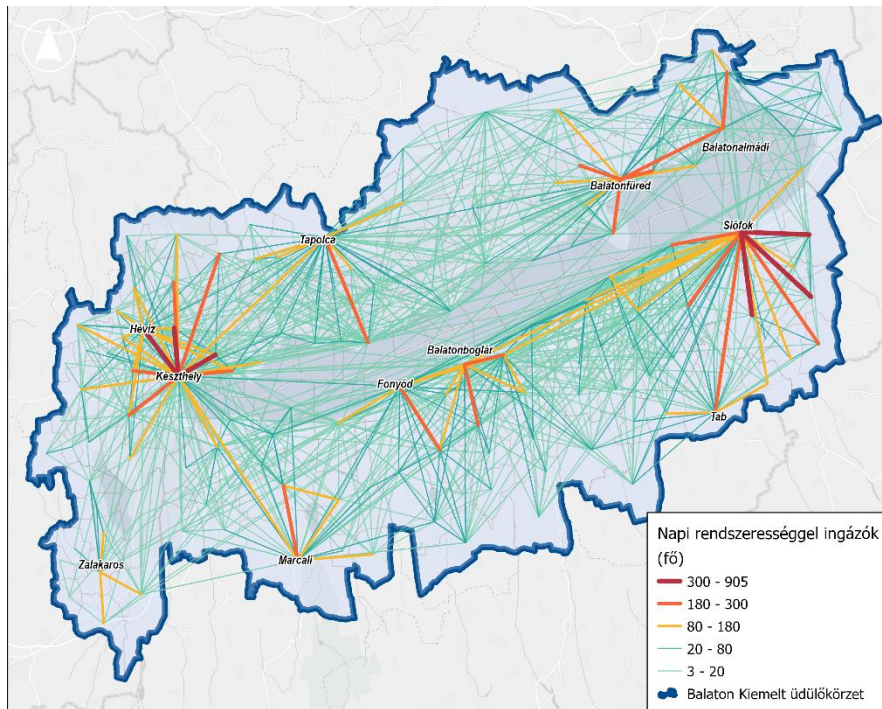 Balatonalmádi
Balatonfüred
Siófok
Tapolca
Hévíz
Balatonboglár
Keszthely
Fonyód
Tab
Marcali
Zalakaros
Napi rendszerességgel ingázók
(fő)
300 - 905
180 - 300
80 - 180
20 - 80
3 - 20
Balaton Kiemelt üdülőkörzet